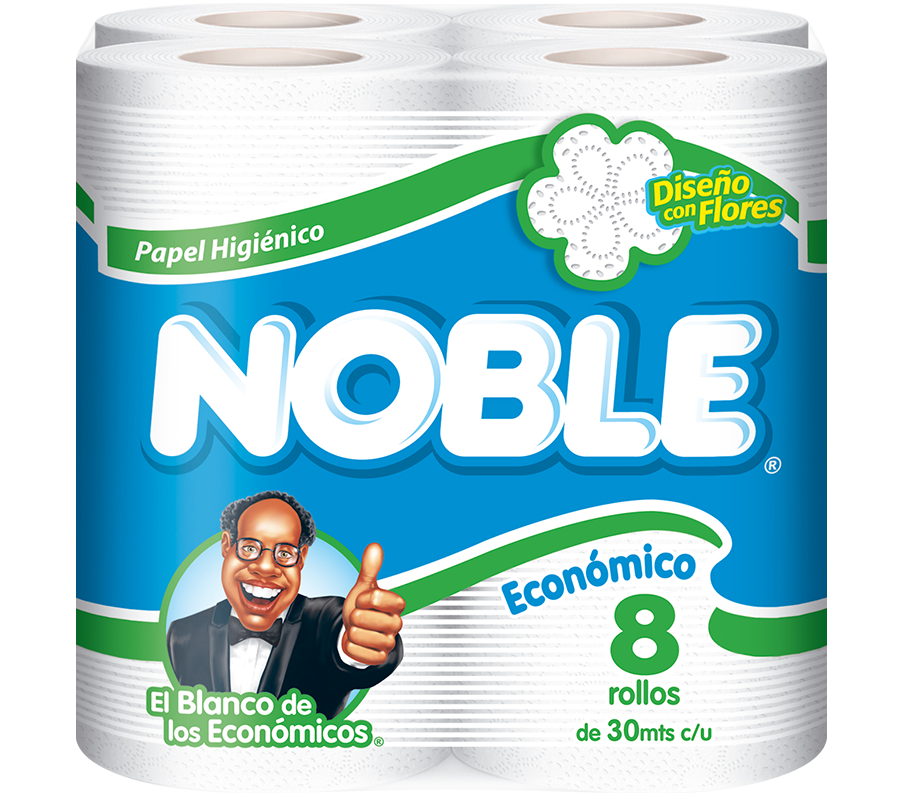 Papel Higiénico
Diseño
con Flores
NOBLE
®
Económico
8
rollos
de 30mts c/u
El Blanco de
los Económicos®